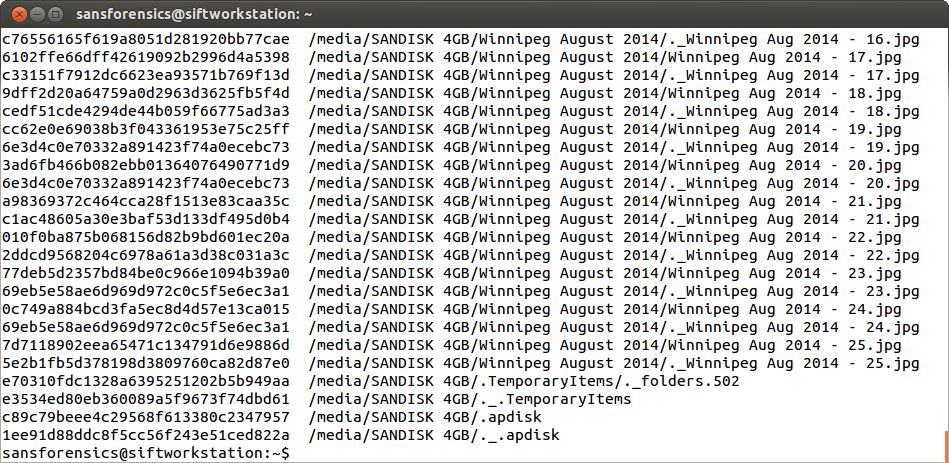 sansforensics@siftworkstation: ~
c76556165f619a8051d281920bb77cae  /media/SANDISK 4GB/Winnipeg August 2014/._Winnipeg Aug 2014 - 16.jpg
6102ffe66dff42619092b2996d4a5398  /media/SANDISK 4GB/Winnipeg August 2014/Winnipeg Aug 2014 - 17.jpg
c33151f7912dc6623ea93571b769f13d  /media/SANDISK 4GB/Winnipeg August 2014/._Winnipeg Aug 2014 - 17.jpg
9dff2d20a64759a0d2963d3625fb5f4d  /media/SANDISK 4GB/Winnipeg August 2014/Winnipeg Aug 2014 - 18.jpg
cedf51cde4294de44b059f66775ad3a3  /media/SANDISK 4GB/Winnipeg August 2014/._Winnipeg Aug 2014 - 18.jpg
cc62e0e69038b3f043361953e75c25ff  /media/SANDISK 4GB/Winnipeg August 2014/Winnipeg Aug 2014 - 19.jpg
6e3d4c0e70332a891423f74a0ecebc73  /media/SANDISK 4GB/Winnipeg August 2014/._Winnipeg Aug 2014 - 19.jpg
3ad6fb466b082ebb01364076490771d9  /media/SANDISK 4GB/Winnipeg August 2014/Winnipeg Aug 2014 - 20.jpg
6e3d4c0e70332a891423f74a0ecebc73  /media/SANDISK 4GB/Winnipeg August 2014/._Winnipeg Aug 2014 - 20.jpg
a98369372c464cca28f1513e83caa35c  /media/SANDISK 4GB/Winnipeg August 2014/Winnipeg Aug 2014 - 21.jpg
c1ac48605a30e3baf53d133df495d0b4  /media/SANDISK 4GB/Winnipeg August 2014/._Winnipeg Aug 2014 - 21.jpg
010f0ba875b068156d82b9bd601ec20a  /media/SANDISK 4GB/Winnipeg August 2014/Winnipeg Aug 2014 - 22.jpg
2ddcd9568204c6978a61a3d38c031a3c  /media/SANDISK 4GB/Winnipeg August 2014/._Winnipeg Aug 2014 - 22.jpg
77deb5d2357bd84be0c966e1094b39a0  /media/SANDISK 4GB/Winnipeg August 2014/Winnipeg Aug 2014 - 23.jpg
69eb5e58ae6d969d972c0c5f5e6ec3a1  /media/SANDISK 4GB/Winnipeg August 2014/._Winnipeg Aug 2014 - 23.jpg
0c749a884bcd3fa5ec8d4d57e13ca015  /media/SANDISK 4GB/Winnipeg August 2014/Winnipeg Aug 2014 - 24.jpg
69eb5e58ae6d969d972c0c5f5e6ec3a1  /media/SANDISK 4GB/Winnipeg August 2014/._Winnipeg Aug 2014 - 24.jpg
7d7118902eea65471c134791d6e9886d  /media/SANDISK 4GB/Winnipeg August 2014/Winnipeg Aug 2014 - 25.jpg
5e2b1fb5d378198d3809760ca82d87e0  /media/SANDISK 4GB/Winnipeg August 2014/._Winnipeg Aug 2014 - 25.jpg
e70310fdc1328a6395251202b5b949aa  /media/SANDISK 4GB/.TemporaryItems/._folders.502
e3534ed80eb360089a5f9673f74dbd61  /media/SANDISK 4GB/._.TemporaryItems
c89c79beee4c29568f613380c2347957  /media/SANDISK 4GB/.apdisk
1ee91d88ddc8f5cc56f243e51ced822a  /media/SANDISK 4GB/._.apdisk
sansforensics@siftworkstation:~$